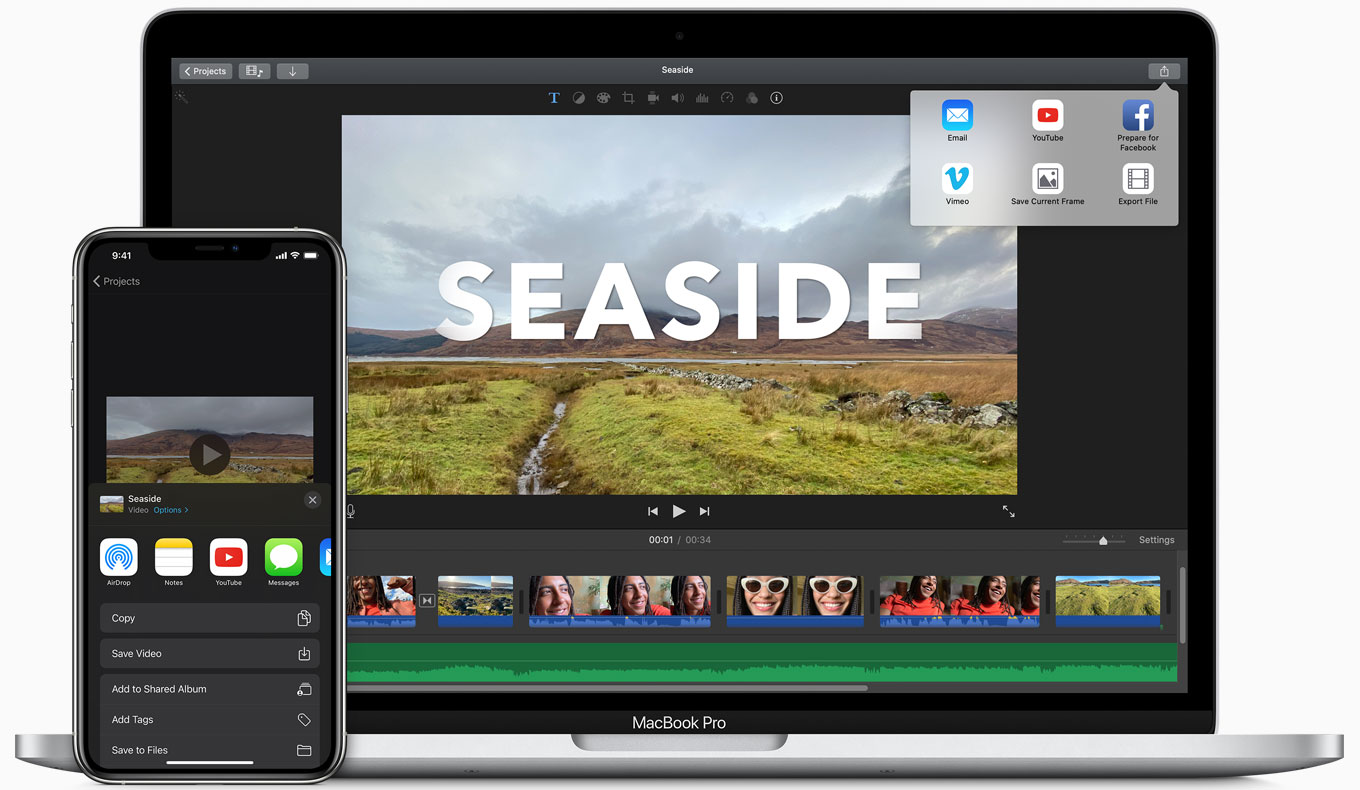 Projects
Seaside
T
Email
YouTube
Prepare for
Facebook
Vimeo
Save Current Frame
Export File
SEASIDE
00:01 / 00:34
Settings
MacBook Pro
9:41
Projects
Seaside
Video Options >
AirDrop
Notes
YouTube
Messages
Copy
Save Video
Add to Shared Album
Add Tags
Save to Files